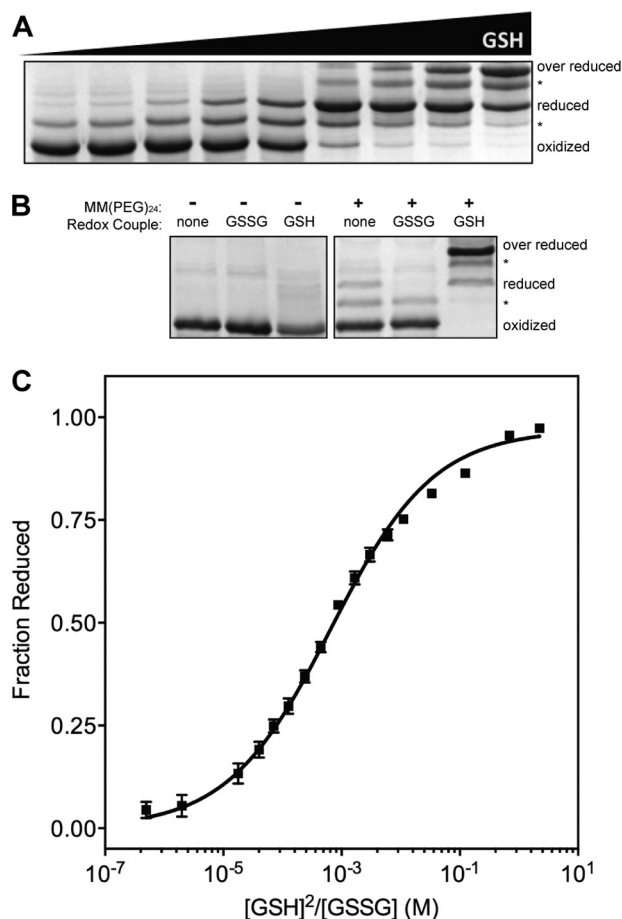 A
GSH
over reduced
*
reduced
*
oxidized
B
MM(PEG)24: - - - + + +
Redox Couple: none GSSG GSH none GSSG GSH
over reduced
*
reduced
*
oxidized
C
1.00
0.75
0.50
0.25
0.00
Fraction Reduced
10-7 10-5 10-3 10-1 101
[GSH]2/[GSSG] (M)